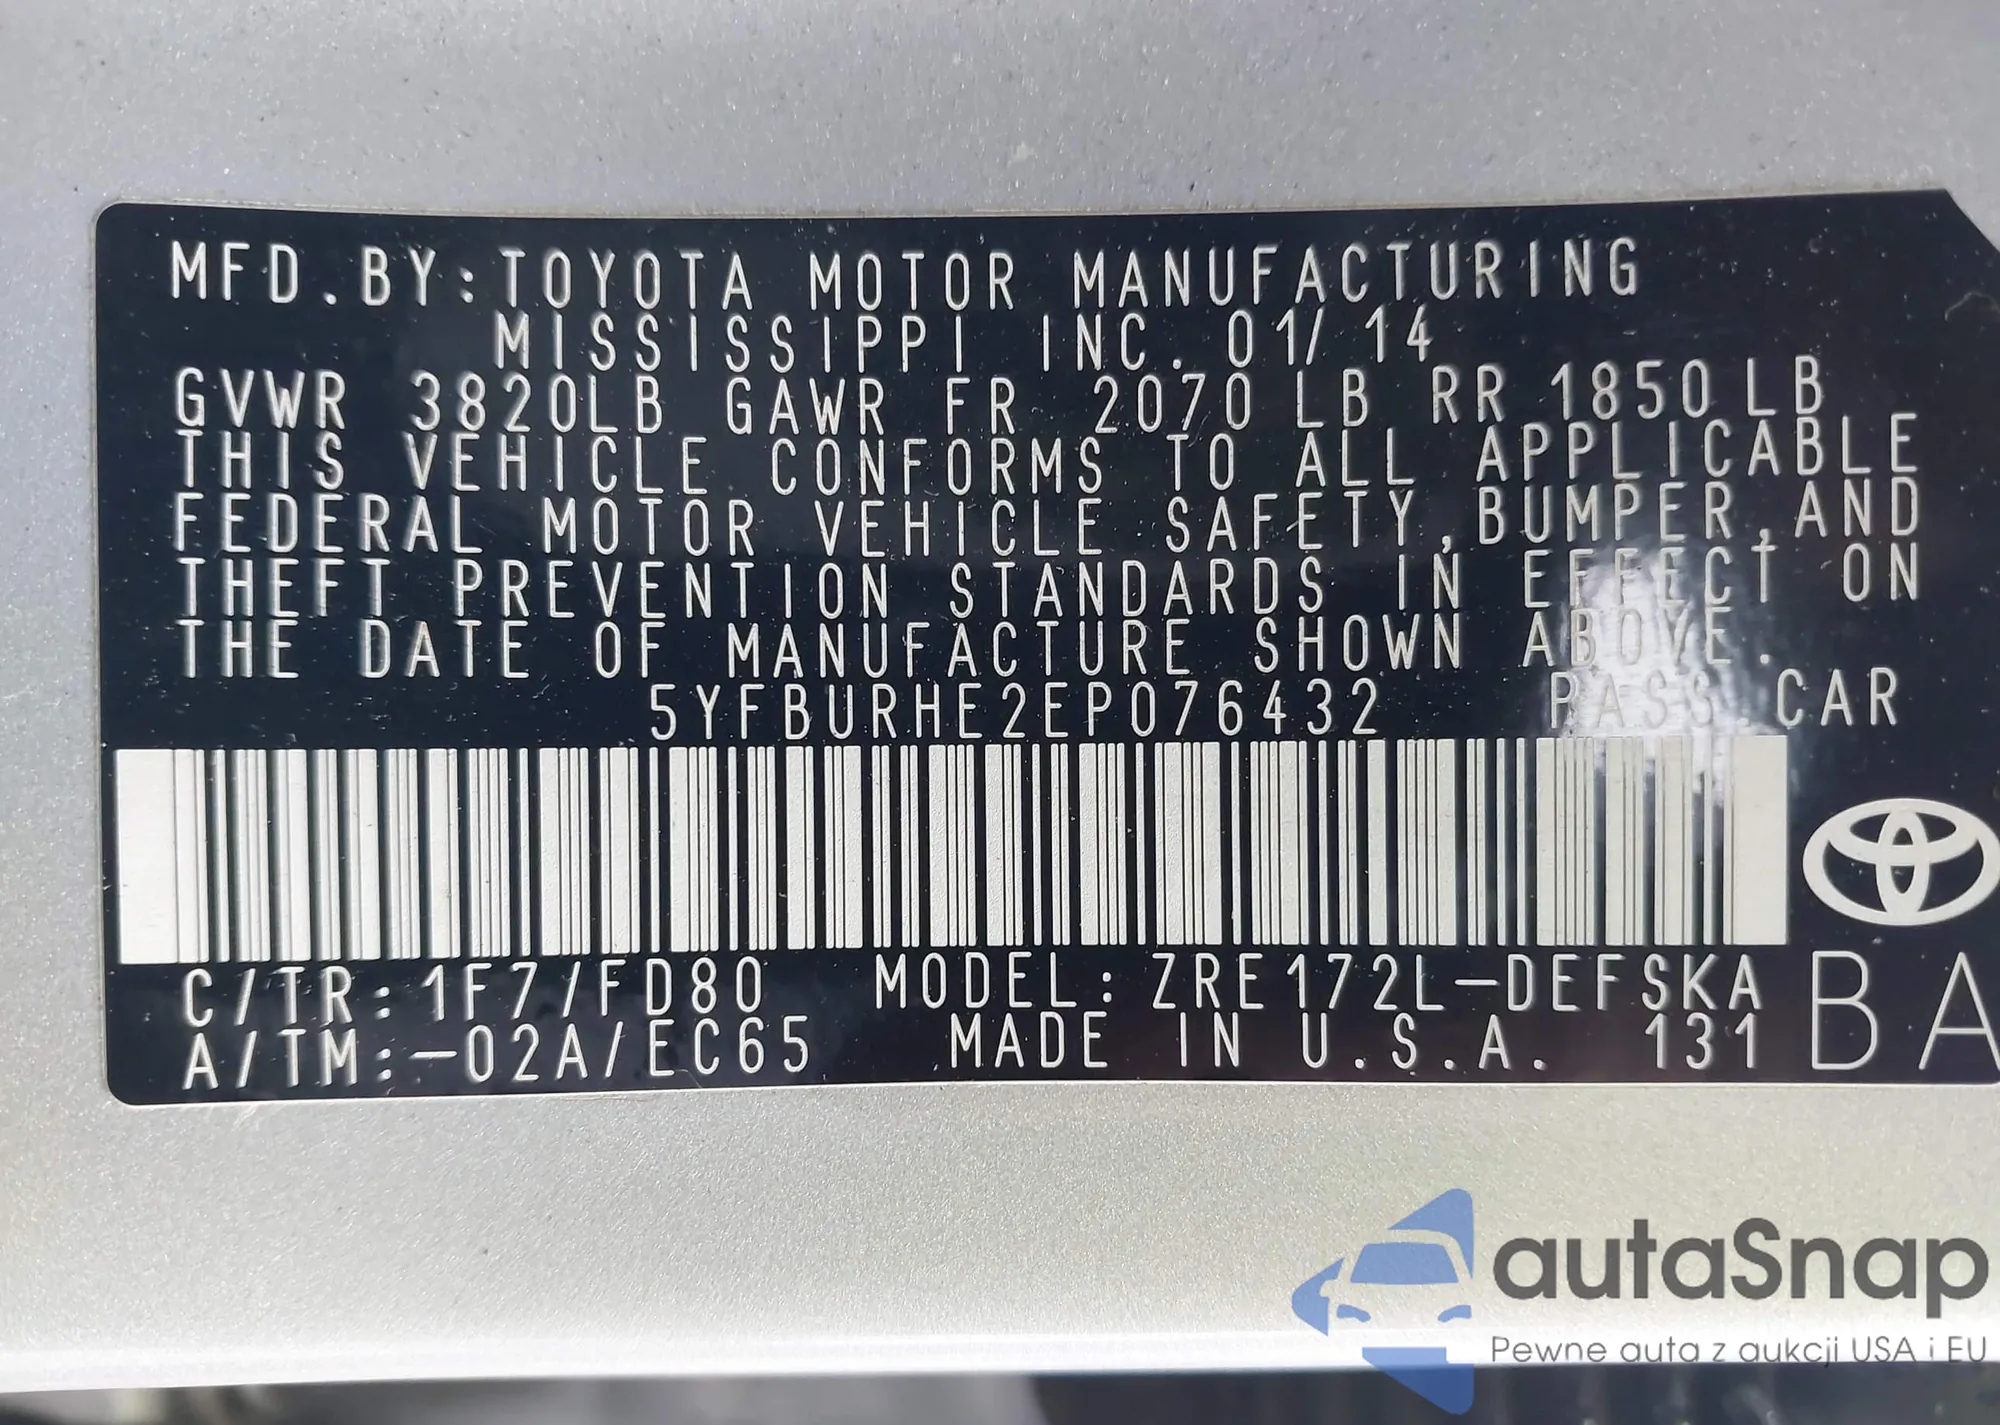 MFD.BY:TOYOTA MOTOR MANUFACTURING
MISSISSIPPI INC. 01/14
GVWR 3820LB GAWR FR 2070 LB RR 1850 LB
THIS VEHICLE CONFORMS TO ALL APPLICABLE
FEDERAL MOTOR VEHICLE SAFETY,BUMPER,AND
THEFT PREVENTION STANDARDS IN EFFECT ON
THE DATE OF MANUFACTURE SHOWN ABOVE.
5YFBURHE2EP076432 PASS.CAR
C/TR:1F7/FD80 MODEL:ZRE172L-DEFSKA
A/TM:-02A/EC65 MADE IN U.S.A. 131
BA
autaSnap
Pewne auta z aukcji USA i EU